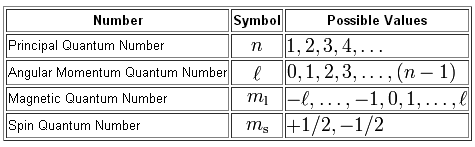 Number Symbol Possible Values
Principal Quantum Number n 1, 2, 3, 4, . . .
Angular Momentum Quantum Number ℓ 0, 1, 2, 3, . . . , (n − 1)
Magnetic Quantum Number mₗ −ℓ, . . . , −1, 0, 1, . . . , ℓ
Spin Quantum Number mₛ +1/2, −1/2